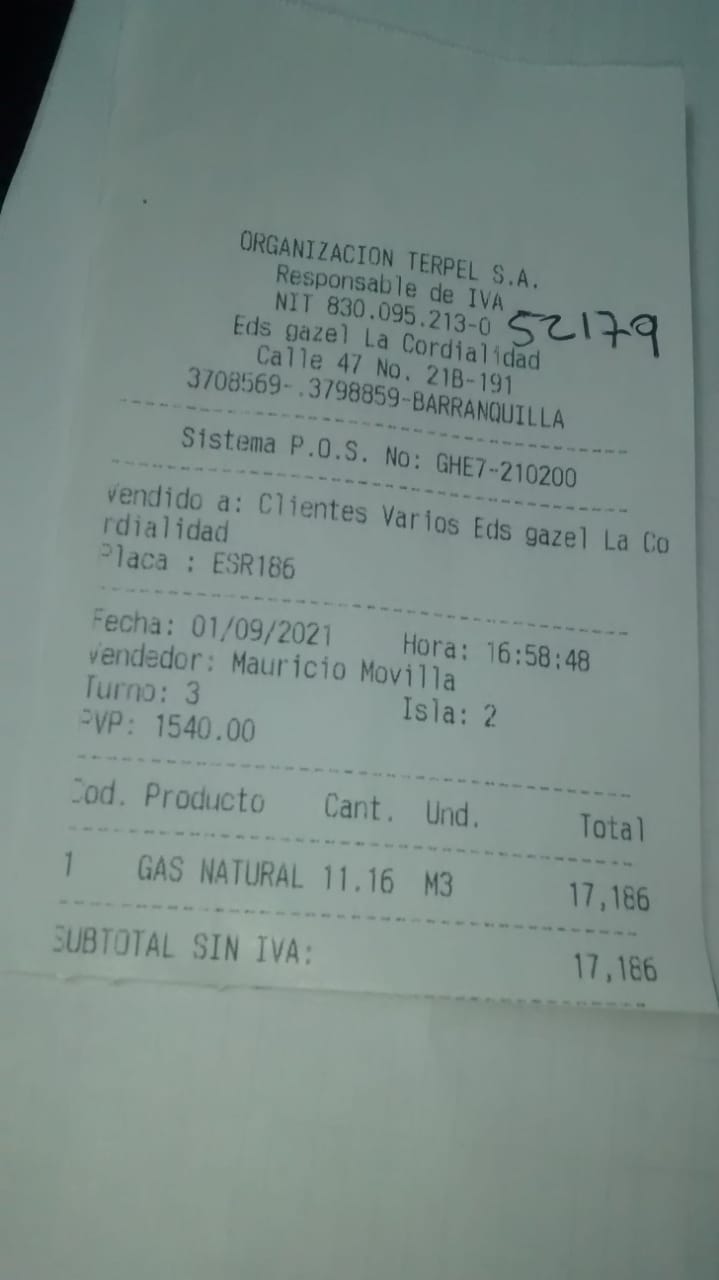 ORGANIZACION TERPEL S.A.
Responsable de IVA
NIT 830.095.213-0
52179
Eds gazel La Cordialidad
Calle 47 No. 21B-191
3708569-.3798859-BARRANQUILLA
Sistema P.O.S. No: GHE7-210200
Vendido a: Clientes Varios Eds gazel La Co
rdialidad
Placa : ESR186
Fecha: 01/09/2021 Hora: 16:58:48
Vendedor: Mauricio Movilla
Turno: 3 Isla: 2
PVP: 1540.00
Cod. Producto Cant. Und. Total
1 GAS NATURAL 11.16 M3 17,186
SUBTOTAL SIN IVA: 17,186